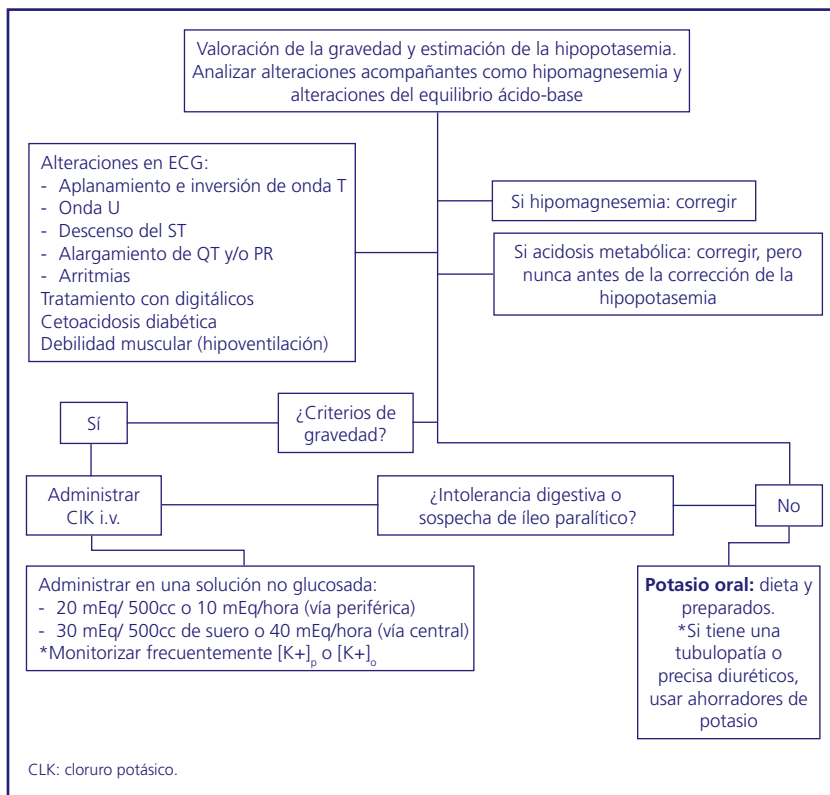 Valoración de la gravedad y estimación de la hipopotasemia.
Analizar alteraciones acompañantes como hipomagnesemia y
alteraciones del equilibrio ácido-base
Alteraciones en ECG:
- Aplanamiento e inversión de onda T
- Onda U
- Descenso del ST
- Alargamiento de QT y/o PR
- Arritmias
Tratamiento con digitálicos
Cetoacidosis diabética
Debilidad muscular (hipoventilación)
Si hipomagnesemia: corregir
Si acidosis metabólica: corregir, pero
nunca antes de la corrección de la
hipopotasemia
Sí
¿Criterios de
gravedad?
Administrar
ClK i.v.
¿Intolerancia digestiva o
sospecha de íleo paralítico?
No
Administrar en una solución no glucosada:
- 20 mEq/ 500cc o 10 mEq/hora (vía periférica)
- 30 mEq/ 500cc de suero o 40 mEq/hora (vía central)
*Monitorizar frecuentemente [K+]p o [K+]o
Potasio oral: dieta y
preparados.
*Si tiene una
tubulopatía o
precisa diuréticos,
usar ahorradores de
potasio
CLK: cloruro potásico.